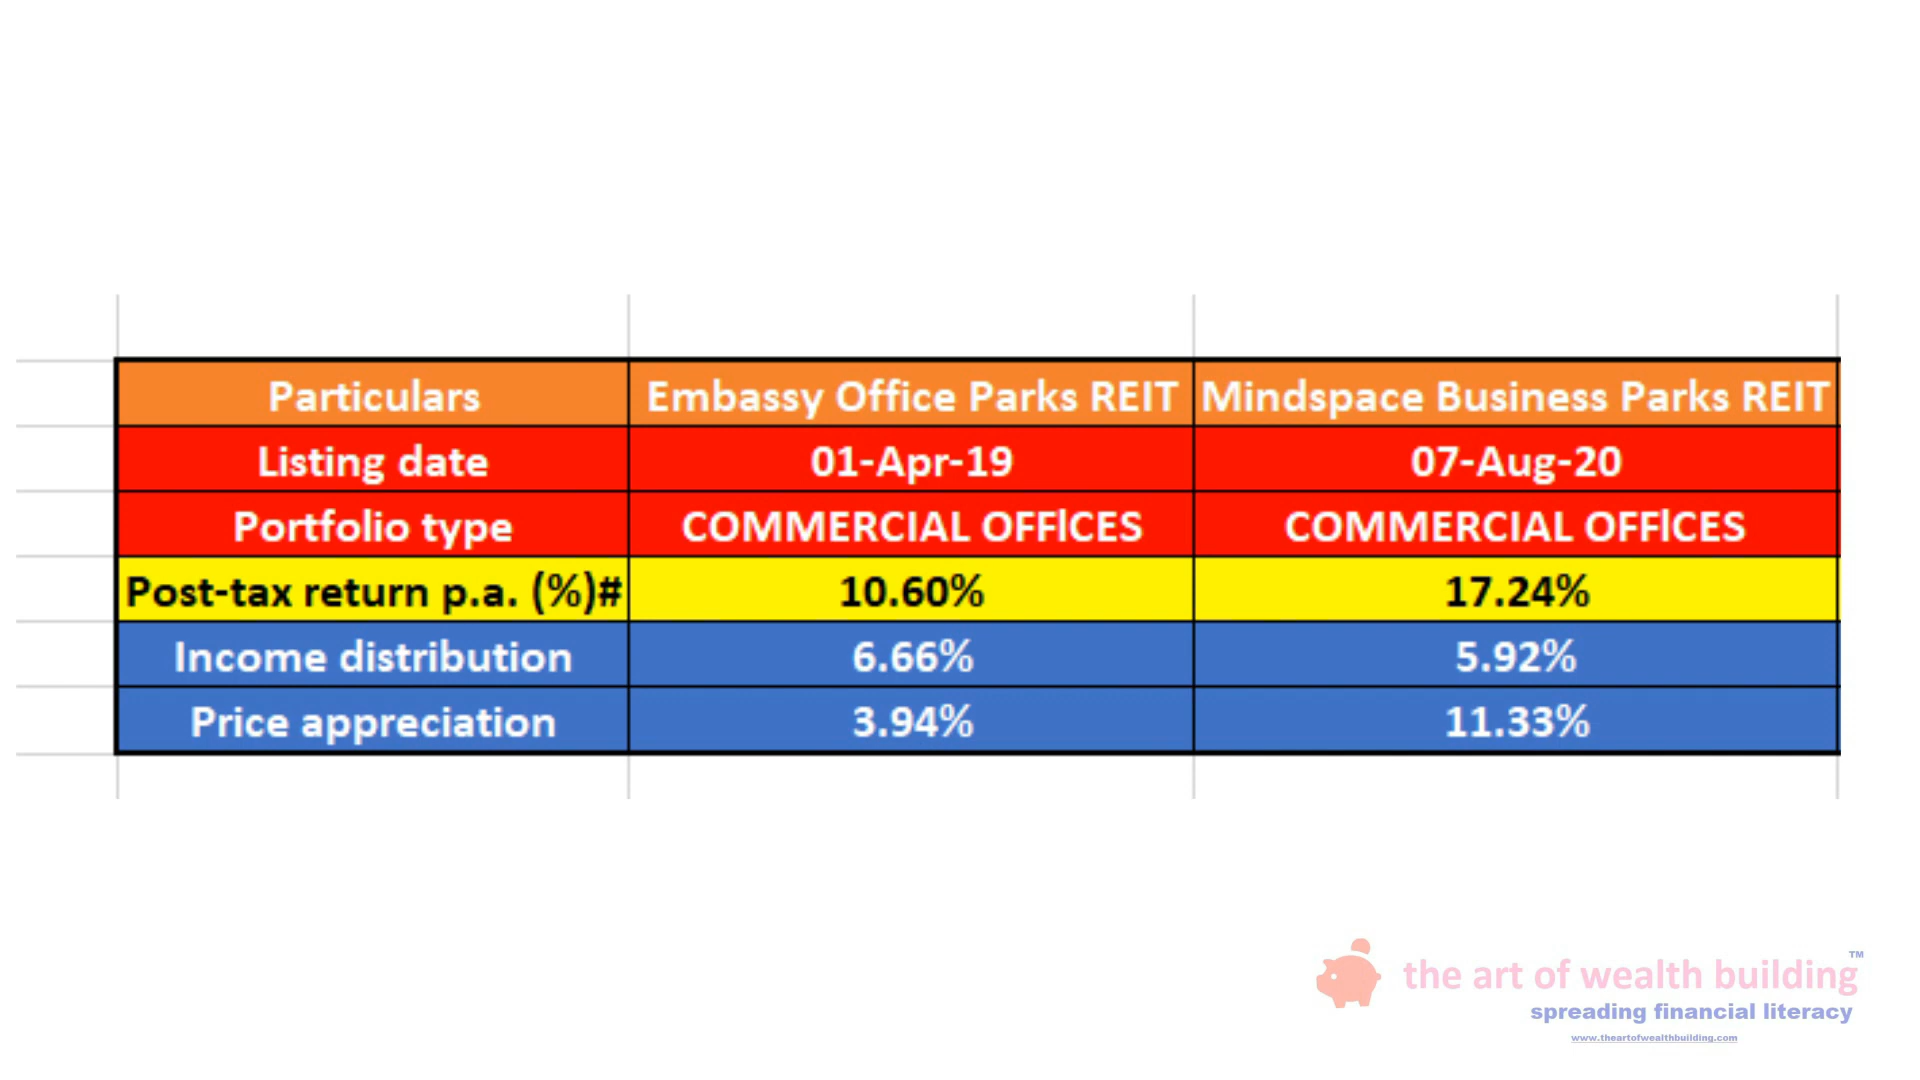 Particulars Embassy Office Parks REIT Mindspace Business Parks REIT
Listing date 01-Apr-19 07-Aug-20
Portfolio type COMMERCIAL OFFlCES COMMERCIAL OFFlCES
Post-tax return p.a. (%)# 10.60% 17.24%
Income distribution 6.66% 5.92%
Price appreciation 3.94% 11.33%
the art of wealth building™
spreading financial literacy
www.theartofwealthbuilding.com